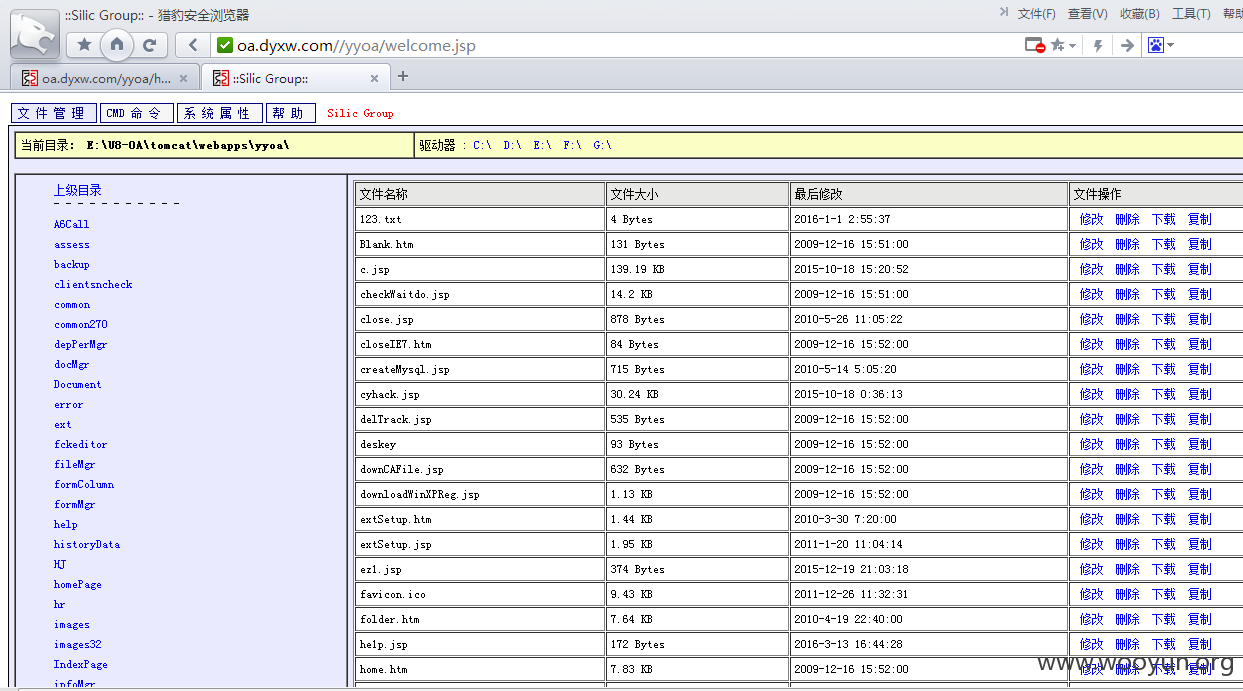 ::Silic Group:: - 猎豹安全浏览器
文件(F) 查看(V) 收藏(B) 工具(T) 帮助
oa.dyxw.com//yyoa/welcome.jsp
oa.dyxw.com/yyoa/h... × ::Silic Group:: × +
文件管理 CMD 命令 系统属性 帮助 Silic Group
当前目录: E:\U8-OA\tomcat\webapps\yyoa\ 驱动器 : C:\ D:\ E:\ F:\ G:\
上级目录
- - - - - - - - - - -
A6Call
assess
backup
clientsncheck
common
common270
depPerMgr
docMgr
Document
error
ext
fckeditor
fileMgr
formColumn
formMgr
help
historyData
HJ
homePage
hr
images
images32
IndexPage
infoMgr
文件名称 文件大小 最后修改 文件操作
123.txt 4 Bytes 2016-1-1 2:55:37 修改 删除 下载 复制
Blank.htm 131 Bytes 2009-12-16 15:51:00 修改 删除 下载 复制
c.jsp 139.19 KB 2015-10-18 15:20:52 修改 删除 下载 复制
checkWaitdo.jsp 14.2 KB 2009-12-16 15:51:00 修改 删除 下载 复制
close.jsp 878 Bytes 2010-5-26 11:05:22 修改 删除 下载 复制
closeIE7.htm 84 Bytes 2009-12-16 15:52:00 修改 删除 下载 复制
createMysql.jsp 715 Bytes 2010-5-14 5:05:20 修改 删除 下载 复制
cyhack.jsp 30.24 KB 2015-10-18 0:36:13 修改 删除 下载 复制
delTrack.jsp 535 Bytes 2009-12-16 15:52:00 修改 删除 下载 复制
deskey 93 Bytes 2009-12-16 15:52:00 修改 删除 下载 复制
downCAFile.jsp 632 Bytes 2009-12-16 15:52:00 修改 删除 下载 复制
downloadWinXPReg.jsp 1.13 KB 2009-12-16 15:52:00 修改 删除 下载 复制
extSetup.htm 1.44 KB 2010-3-30 7:20:00 修改 删除 下载 复制
extSetup.jsp 1.95 KB 2011-1-20 11:04:14 修改 删除 下载 复制
ez1.jsp 374 Bytes 2015-12-19 21:03:18 修改 删除 下载 复制
favicon.ico 9.43 KB 2011-12-26 11:32:31 修改 删除 下载 复制
folder.htm 7.64 KB 2010-4-19 22:40:00 修改 删除 下载 复制
help.jsp 172 Bytes 2016-3-13 16:44:28 修改 删除 下载 复制
home.htm 7.83 KB 2009-12-16 15:52:00 修改 删除 下载 复制
www.wooyun.org